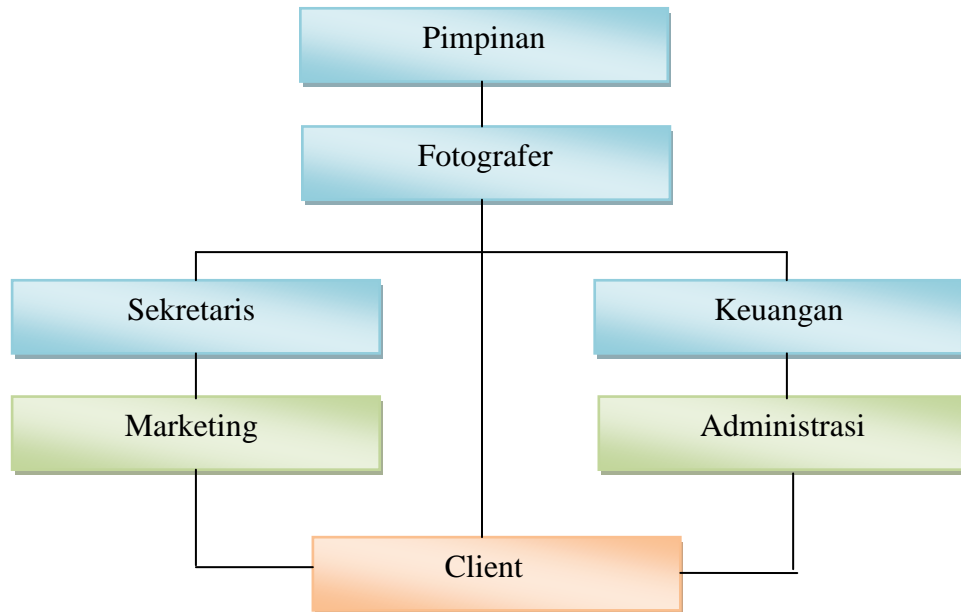 Pimpinan
Fotografer
Sekretaris
Keuangan
Marketing
Administrasi
Client